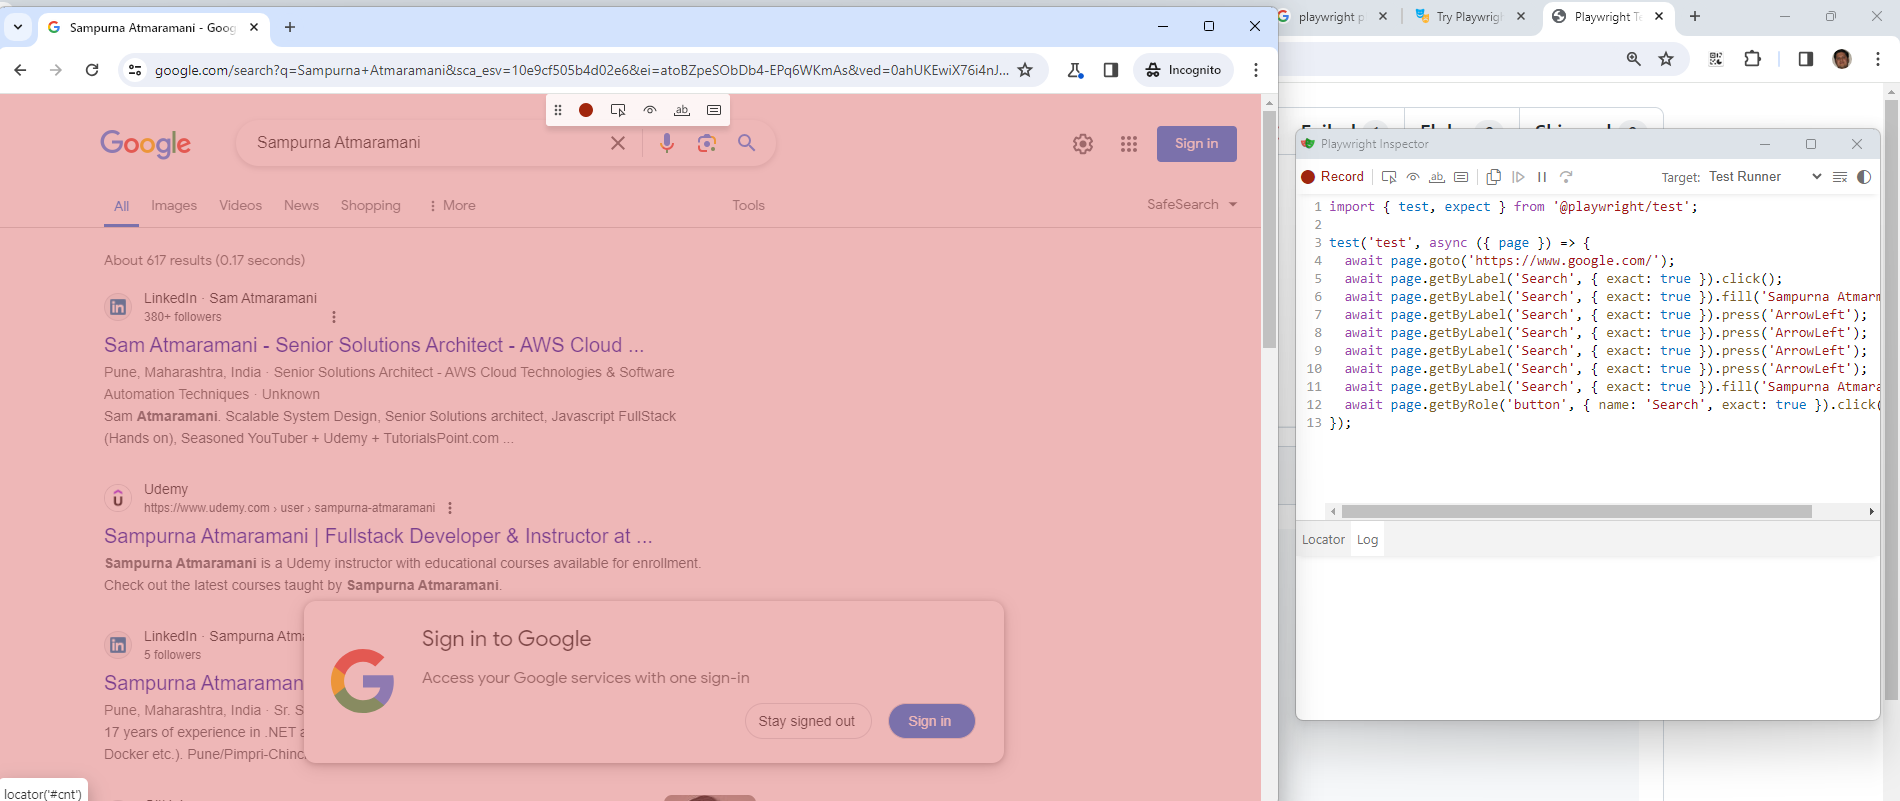 Sampurna Atmaramani - Goog
google.com/search?q=Sampurna+Atmaramani&sca_esv=10e9cf505b4d02e6&ei=atoBZpeSObDb4-EPq6WKmAs&ved=0ahUKEwiX76i4nJ...
Incognito
Google
Sampurna Atmaramani
Sign in
All
Images
Videos
News
Shopping
More
Tools
SafeSearch
About 617 results (0.17 seconds)
LinkedIn · Sam Atmaramani
380+ followers
Sam Atmaramani - Senior Solutions Architect - AWS Cloud ...
Pune, Maharashtra, India · Senior Solutions Architect - AWS Cloud Technologies & Software
Automation Techniques · Unknown
Sam Atmaramani. Scalable System Design, Senior Solutions architect, Javascript FullStack
(Hands on), Seasoned YouTuber + Udemy + TutorialsPoint.com ...
Udemy
https://www.udemy.com › user › sampurna-atmaramani
Sampurna Atmaramani | Fullstack Developer & Instructor at ...
Sampurna Atmaramani is a Udemy instructor with educational courses available for enrollment.
Check out the latest courses taught by Sampurna Atmaramani.
LinkedIn · Sampurna Atma
5 followers
Sampurna Atmaraman
Pune, Maharashtra, India · Sr. S
17 years of experience in .NET a
Docker etc.). Pune/Pimpri-Chinc
Sign in to Google
Access your Google services with one sign-in
Stay signed out
Sign in
locator('#cnt')
playwright p
Try Playwrig
Playwright Te
Playwright Inspector
Record
Target: Test Runner
1 import { test, expect } from '@playwright/test';
2
3 test('test', async ({ page }) => {
4 await page.goto('https://www.google.com/');
5 await page.getByLabel('Search', { exact: true }).click();
6 await page.getByLabel('Search', { exact: true }).fill('Sampurna Atmarm
7 await page.getByLabel('Search', { exact: true }).press('ArrowLeft');
8 await page.getByLabel('Search', { exact: true }).press('ArrowLeft');
9 await page.getByLabel('Search', { exact: true }).press('ArrowLeft');
10 await page.getByLabel('Search', { exact: true }).press('ArrowLeft');
11 await page.getByLabel('Search', { exact: true }).fill('Sampurna Atmara
12 await page.getByRole('button', { name: 'Search', exact: true }).click(
13 });
Locator
Log